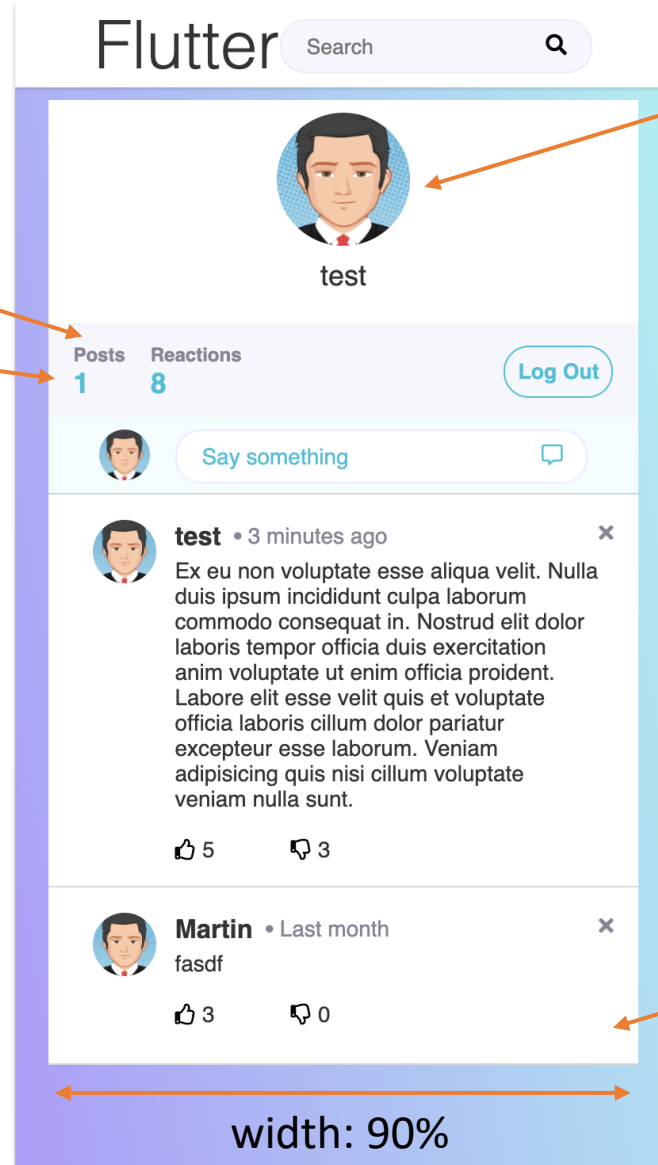 Flutter Search
test
Posts Reactions
1 8 Log Out
Say something
test • 3 minutes ago
Ex eu non voluptate esse aliqua velit. Nulla
duis ipsum incididunt culpa laborum
commodo consequat in. Nostrud elit dolor
laboris tempor officia duis exercitation
anim voluptate ut enim officia proident.
Labore elit esse velit quis et voluptate
officia laboris cillum dolor pariatur
excepteur esse laborum. Veniam
adipisicing quis nisi cillum voluptate
veniam nulla sunt.
5 3
Martin • Last month
fasdf
3 0
width: 90%